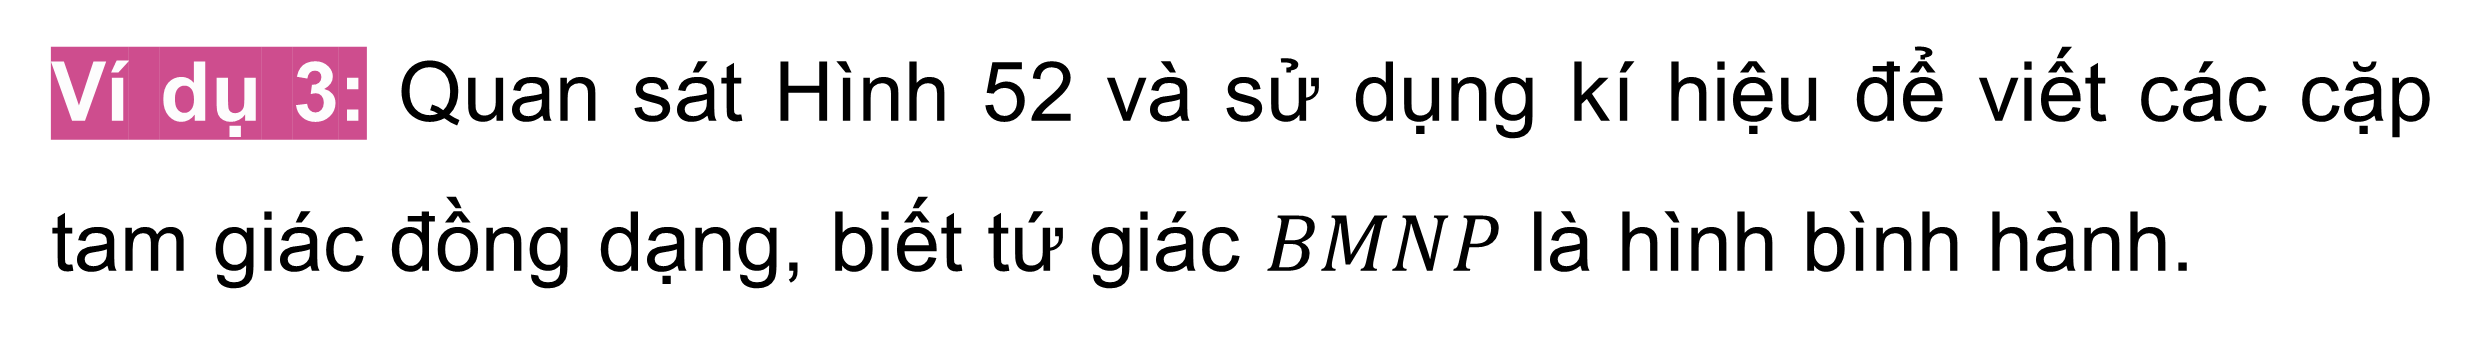 Ví dụ 3: Quan sát Hình 52 và sử dụng kí hiệu để viết các cặp
tam giác đồng dạng, biết tứ giác BMNP là hình bình hành.